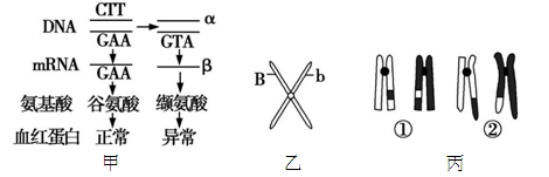 CTT
DNA α
GAA GTA
mRNA β
GAA
氨基酸 谷氨酸 缬氨酸
血红蛋白 正常 异常
甲
B b
乙
① ②
丙